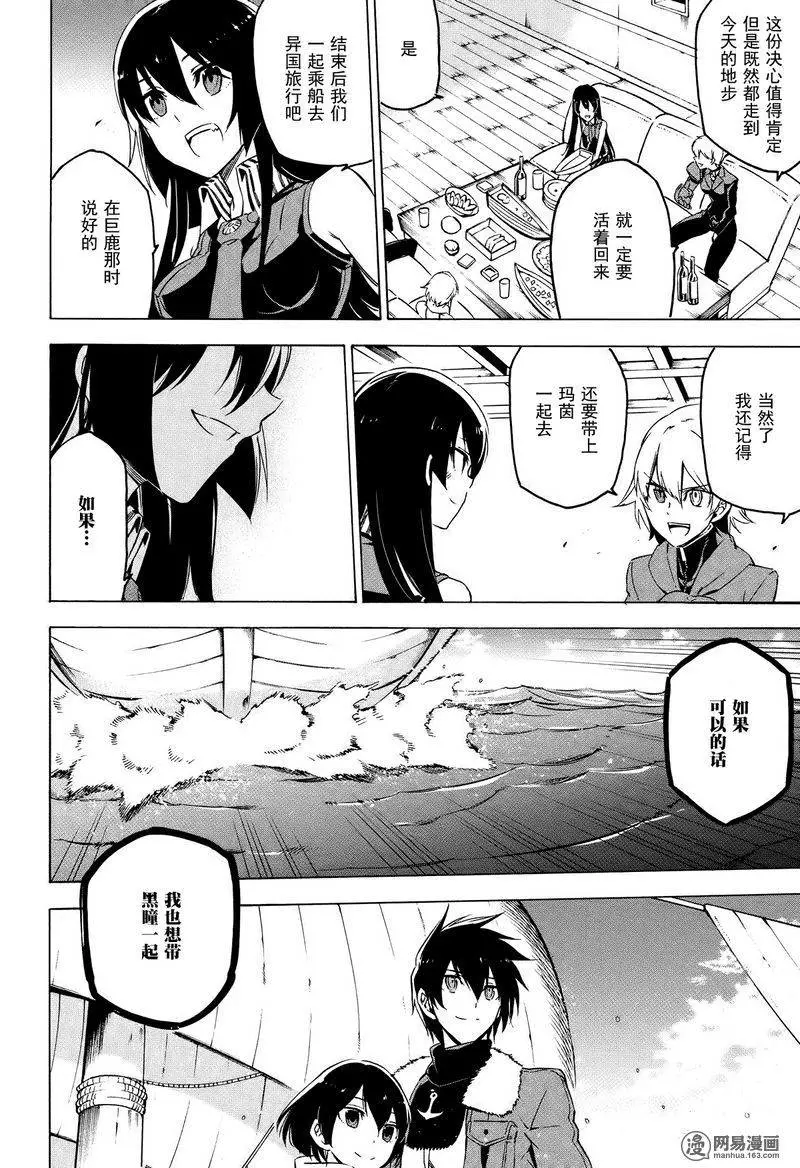 这份决心值得肯定
但是既然都走到
今天的地步
就一定要
活着回来
是
结束后我们
一起乘船去
异国旅行吧
在巨鹿那时
说好的
当然了
我还记得
还要带上
玛茵
一起去
如果…
如果
可以的话
我也想带
黑瞳一起
漫 网易漫画
manhua.163.com